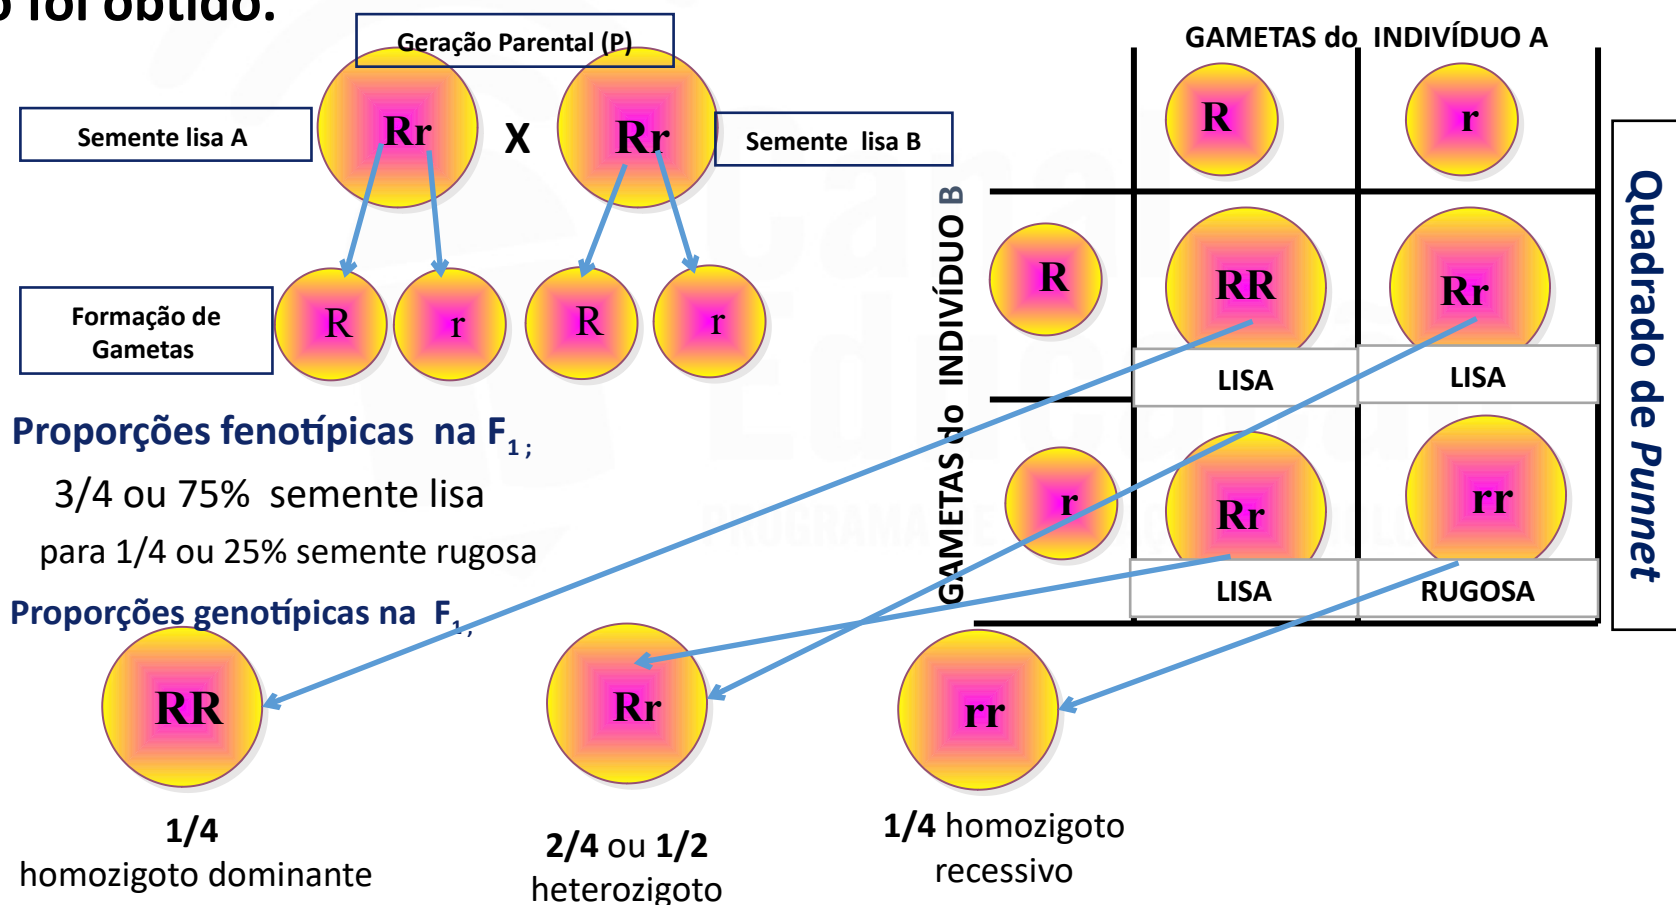 o foi obtido.
Geração Parental (P)
Semente lisa A
Rr
X
Rr
Semente lisa B
Formação de
Gametas
R
r
R
r
Proporções fenotípicas na F1 ;
3/4 ou 75% semente lisa
para 1/4 ou 25% semente rugosa
Proporções genotípicas na F1 ;
RR
Rr
rr
1/4
homozigoto dominante
2/4 ou 1/2
heterozigoto
1/4 homozigoto
recessivo
GAMETAS do INDIVÍDUO A
R
r
GAMETAS do INDIVÍDUO B
R
RR
Rr
LISA
LISA
r
Rr
rr
LISA
RUGOSA
Quadrado de Punnet